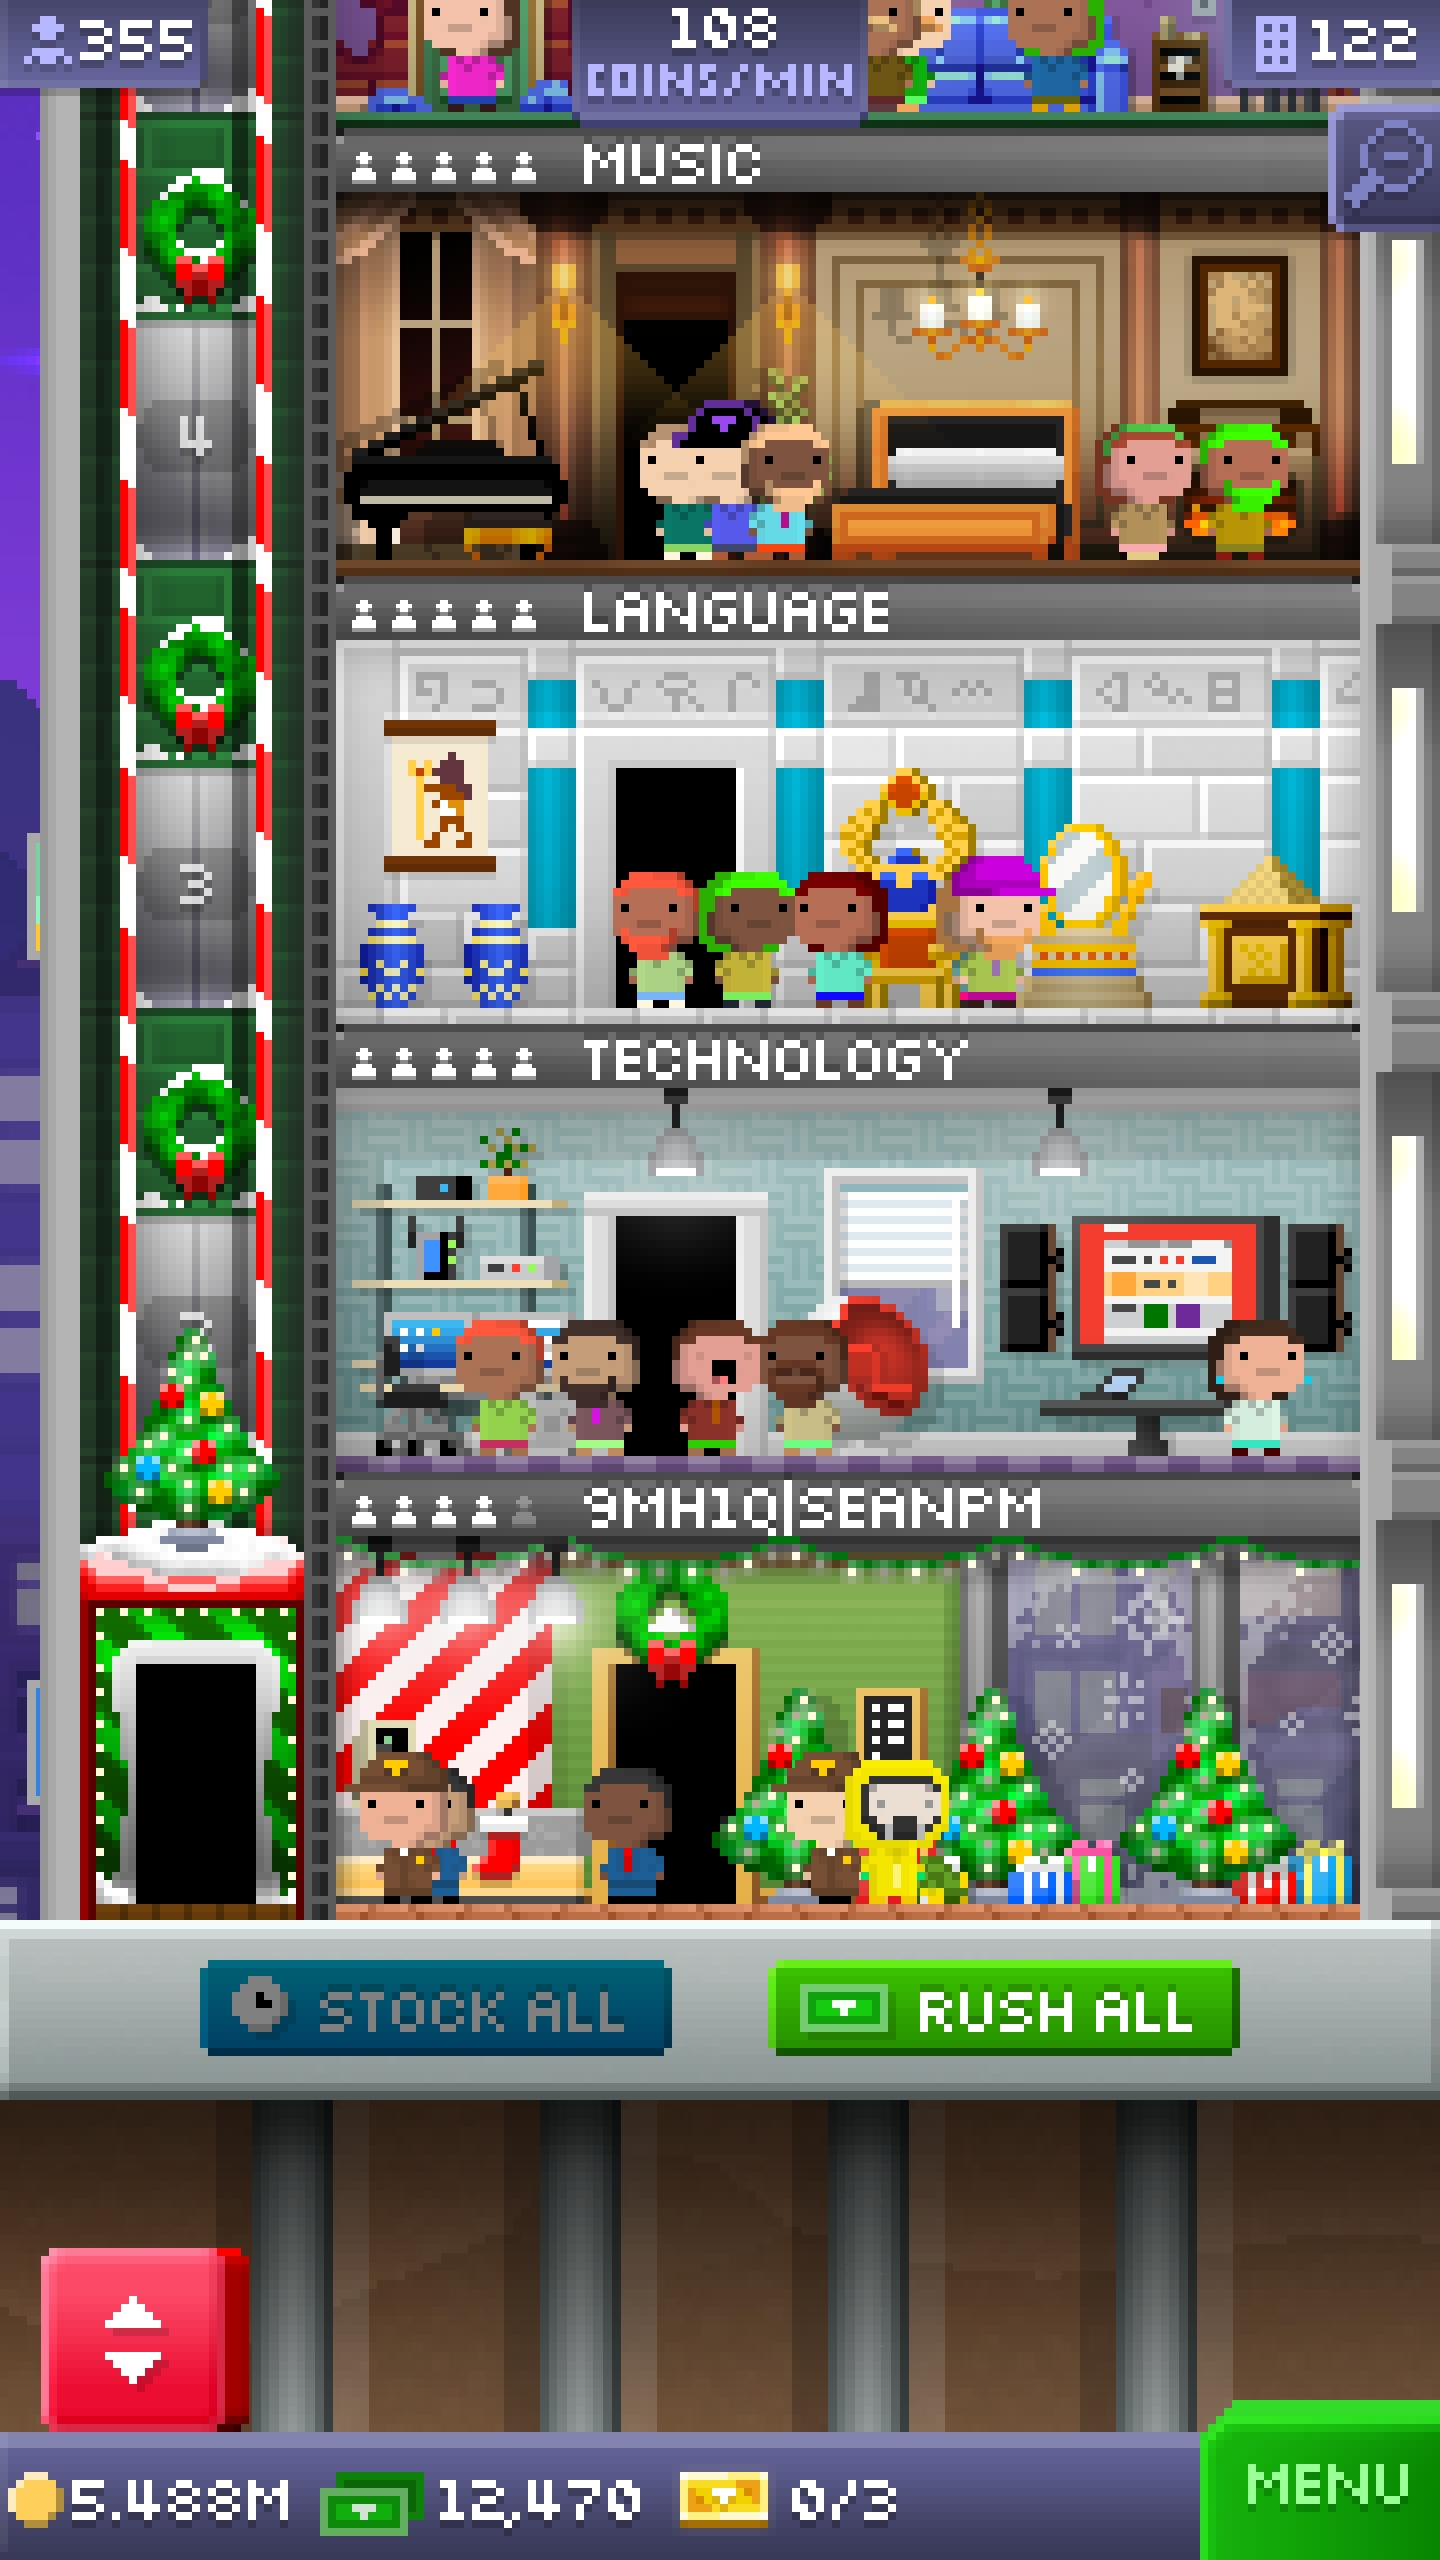 355
108
COINS/MIN
122
MUSIC
4
LANGUAGE
3
TECHNOLOGY
9MH1Q|SEANPM
STOCK ALL
RUSH ALL
5.488M
12,470
0/3
MENU